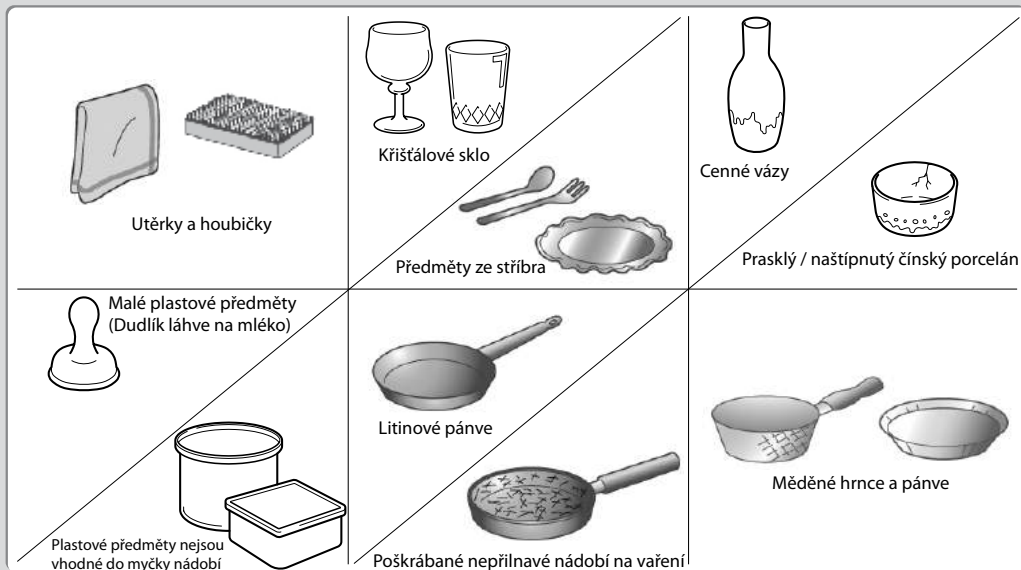 Utěrky a houbičky
Křišťálové sklo
Předměty ze stříbra
Cenné vázy
Prasklý / naštípnutý čínský porcelán
Malé plastové předměty
(Dudlík láhve na mléko)
Plastové předměty nejsou
vhodné do myčky nádobí
Litinové pánve
Poškrábané nepřilnavé nádobí na vaření
Měděné hrnce a pánve